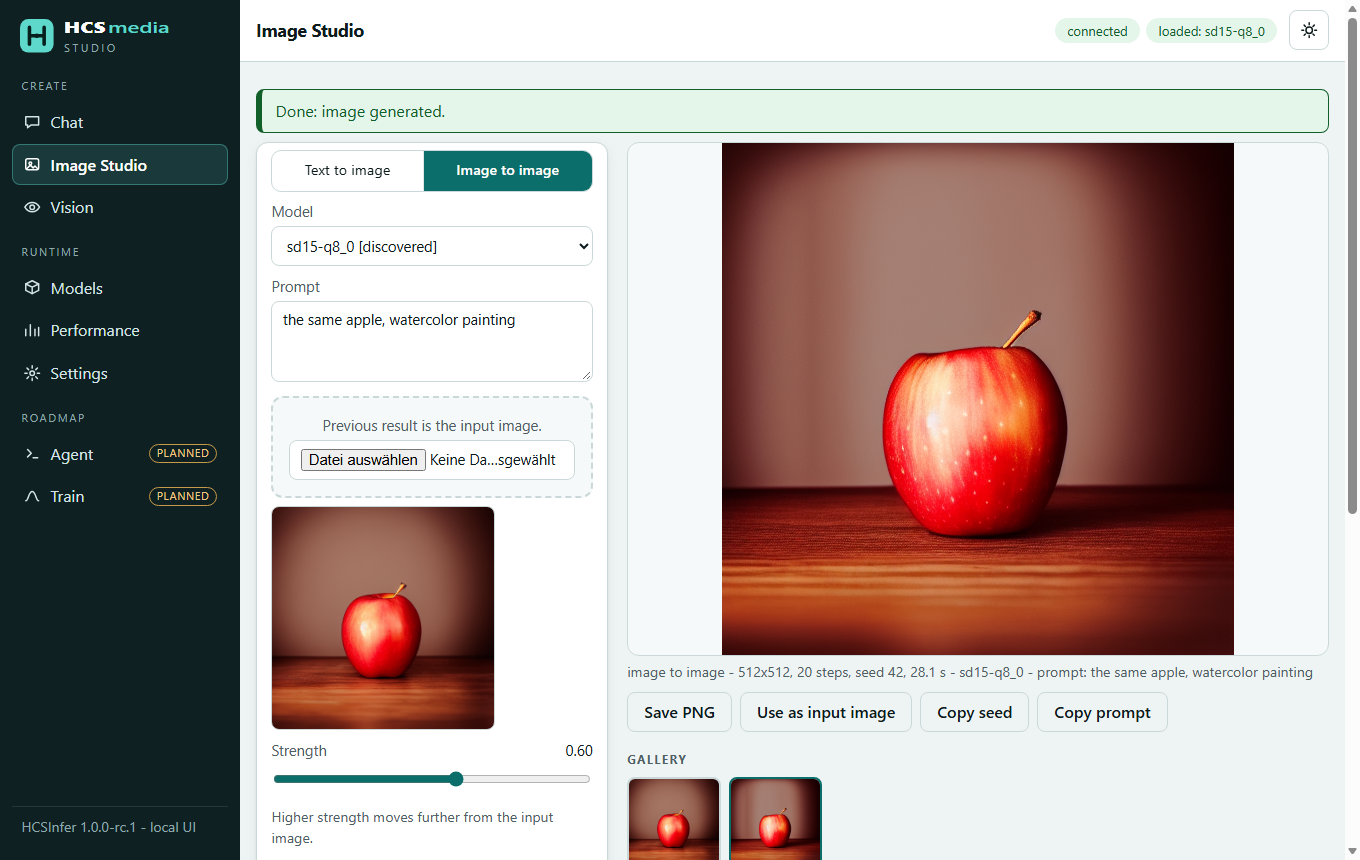 HCSmedia
STUDIO
CREATE
Chat
Image Studio
Vision
RUNTIME
Models
Performance
Settings
ROADMAP
Agent PLANNED
Train PLANNED
HCSInfer 1.0.0-rc.1 - local UI
Image Studio
connected
loaded: sd15-q8_0
Done: image generated.
Text to image
Image to image
Model
sd15-q8_0 [discovered]
Prompt
the same apple, watercolor painting
Previous result is the input image.
Datei auswählen Keine Da...sgewählt
Strength 0.60
Higher strength moves further from the input
image.
image to image - 512x512, 20 steps, seed 42, 28.1 s - sd15-q8_0 - prompt: the same apple, watercolor painting
Save PNG
Use as input image
Copy seed
Copy prompt
GALLERY